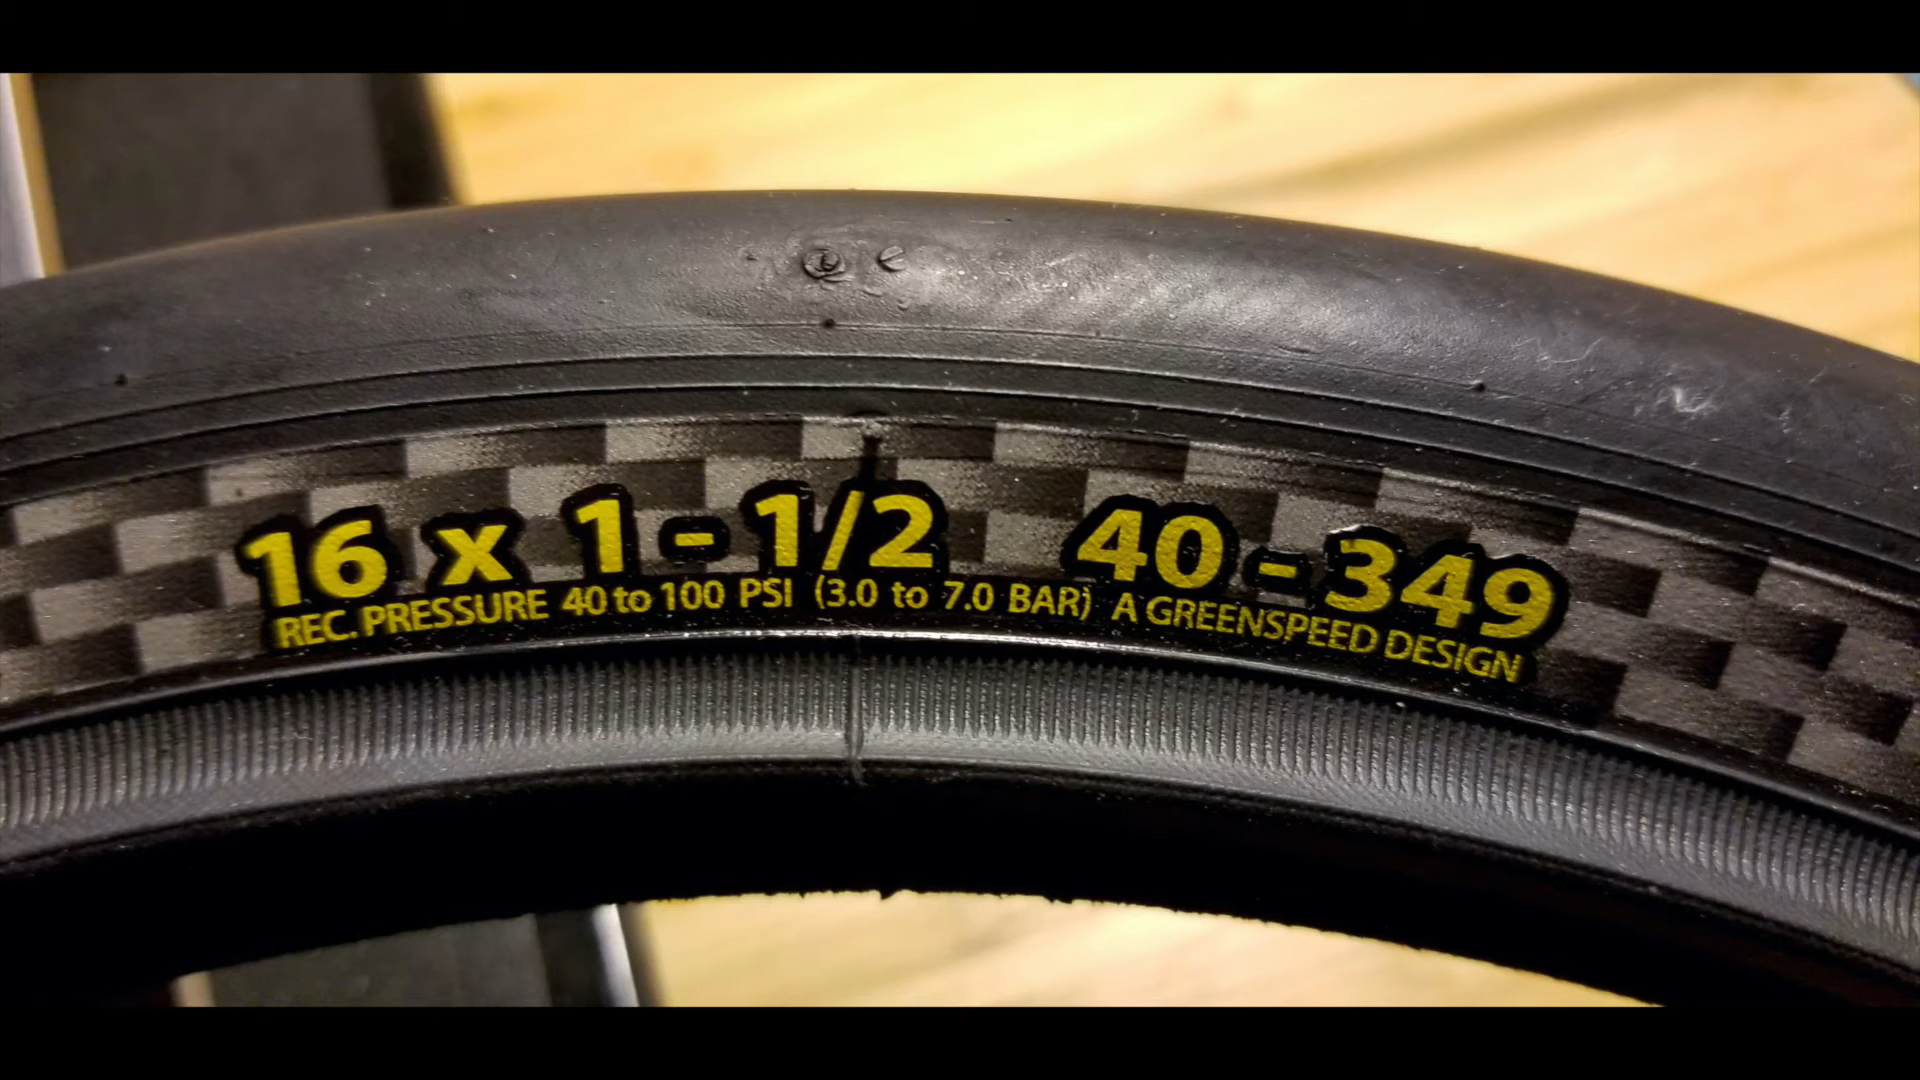 16 x 1 - 1/2 40 - 349
REC. PRESSURE 40 to 100 PSI (3.0 to 7.0 BAR) A GREENSPEED DESIGN